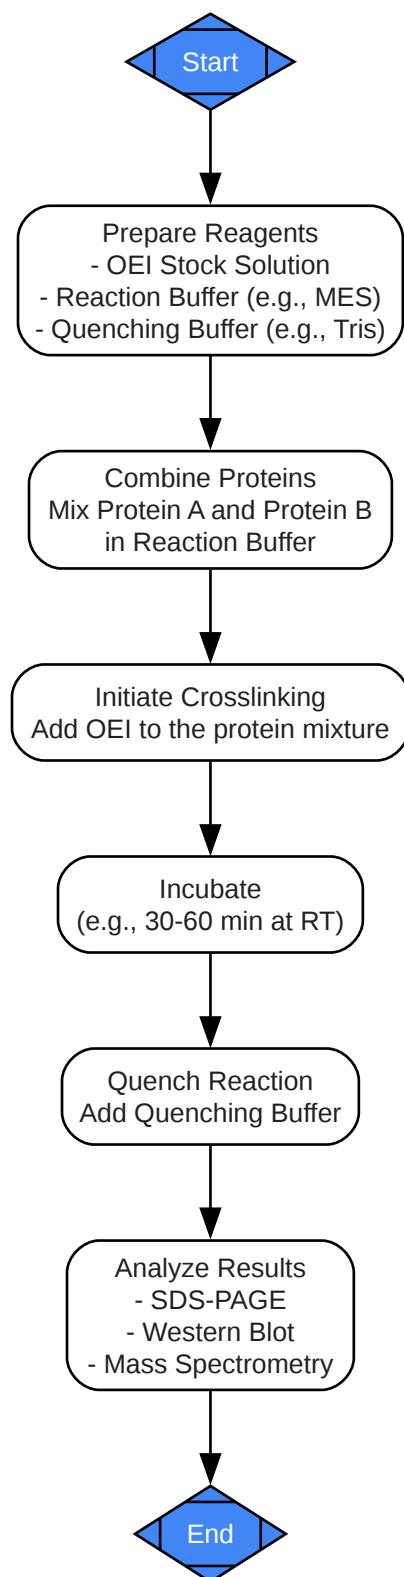 Start
Prepare Reagents
- OEI Stock Solution
- Reaction Buffer (e.g., MES)
- Quenching Buffer (e.g., Tris)
Combine Proteins
Mix Protein A and Protein B
in Reaction Buffer
Initiate Crosslinking
Add OEI to the protein mixture
Incubate
(e.g., 30-60 min at RT)
Quench Reaction
Add Quenching Buffer
Analyze Results
- SDS-PAGE
- Western Blot
- Mass Spectrometry
End